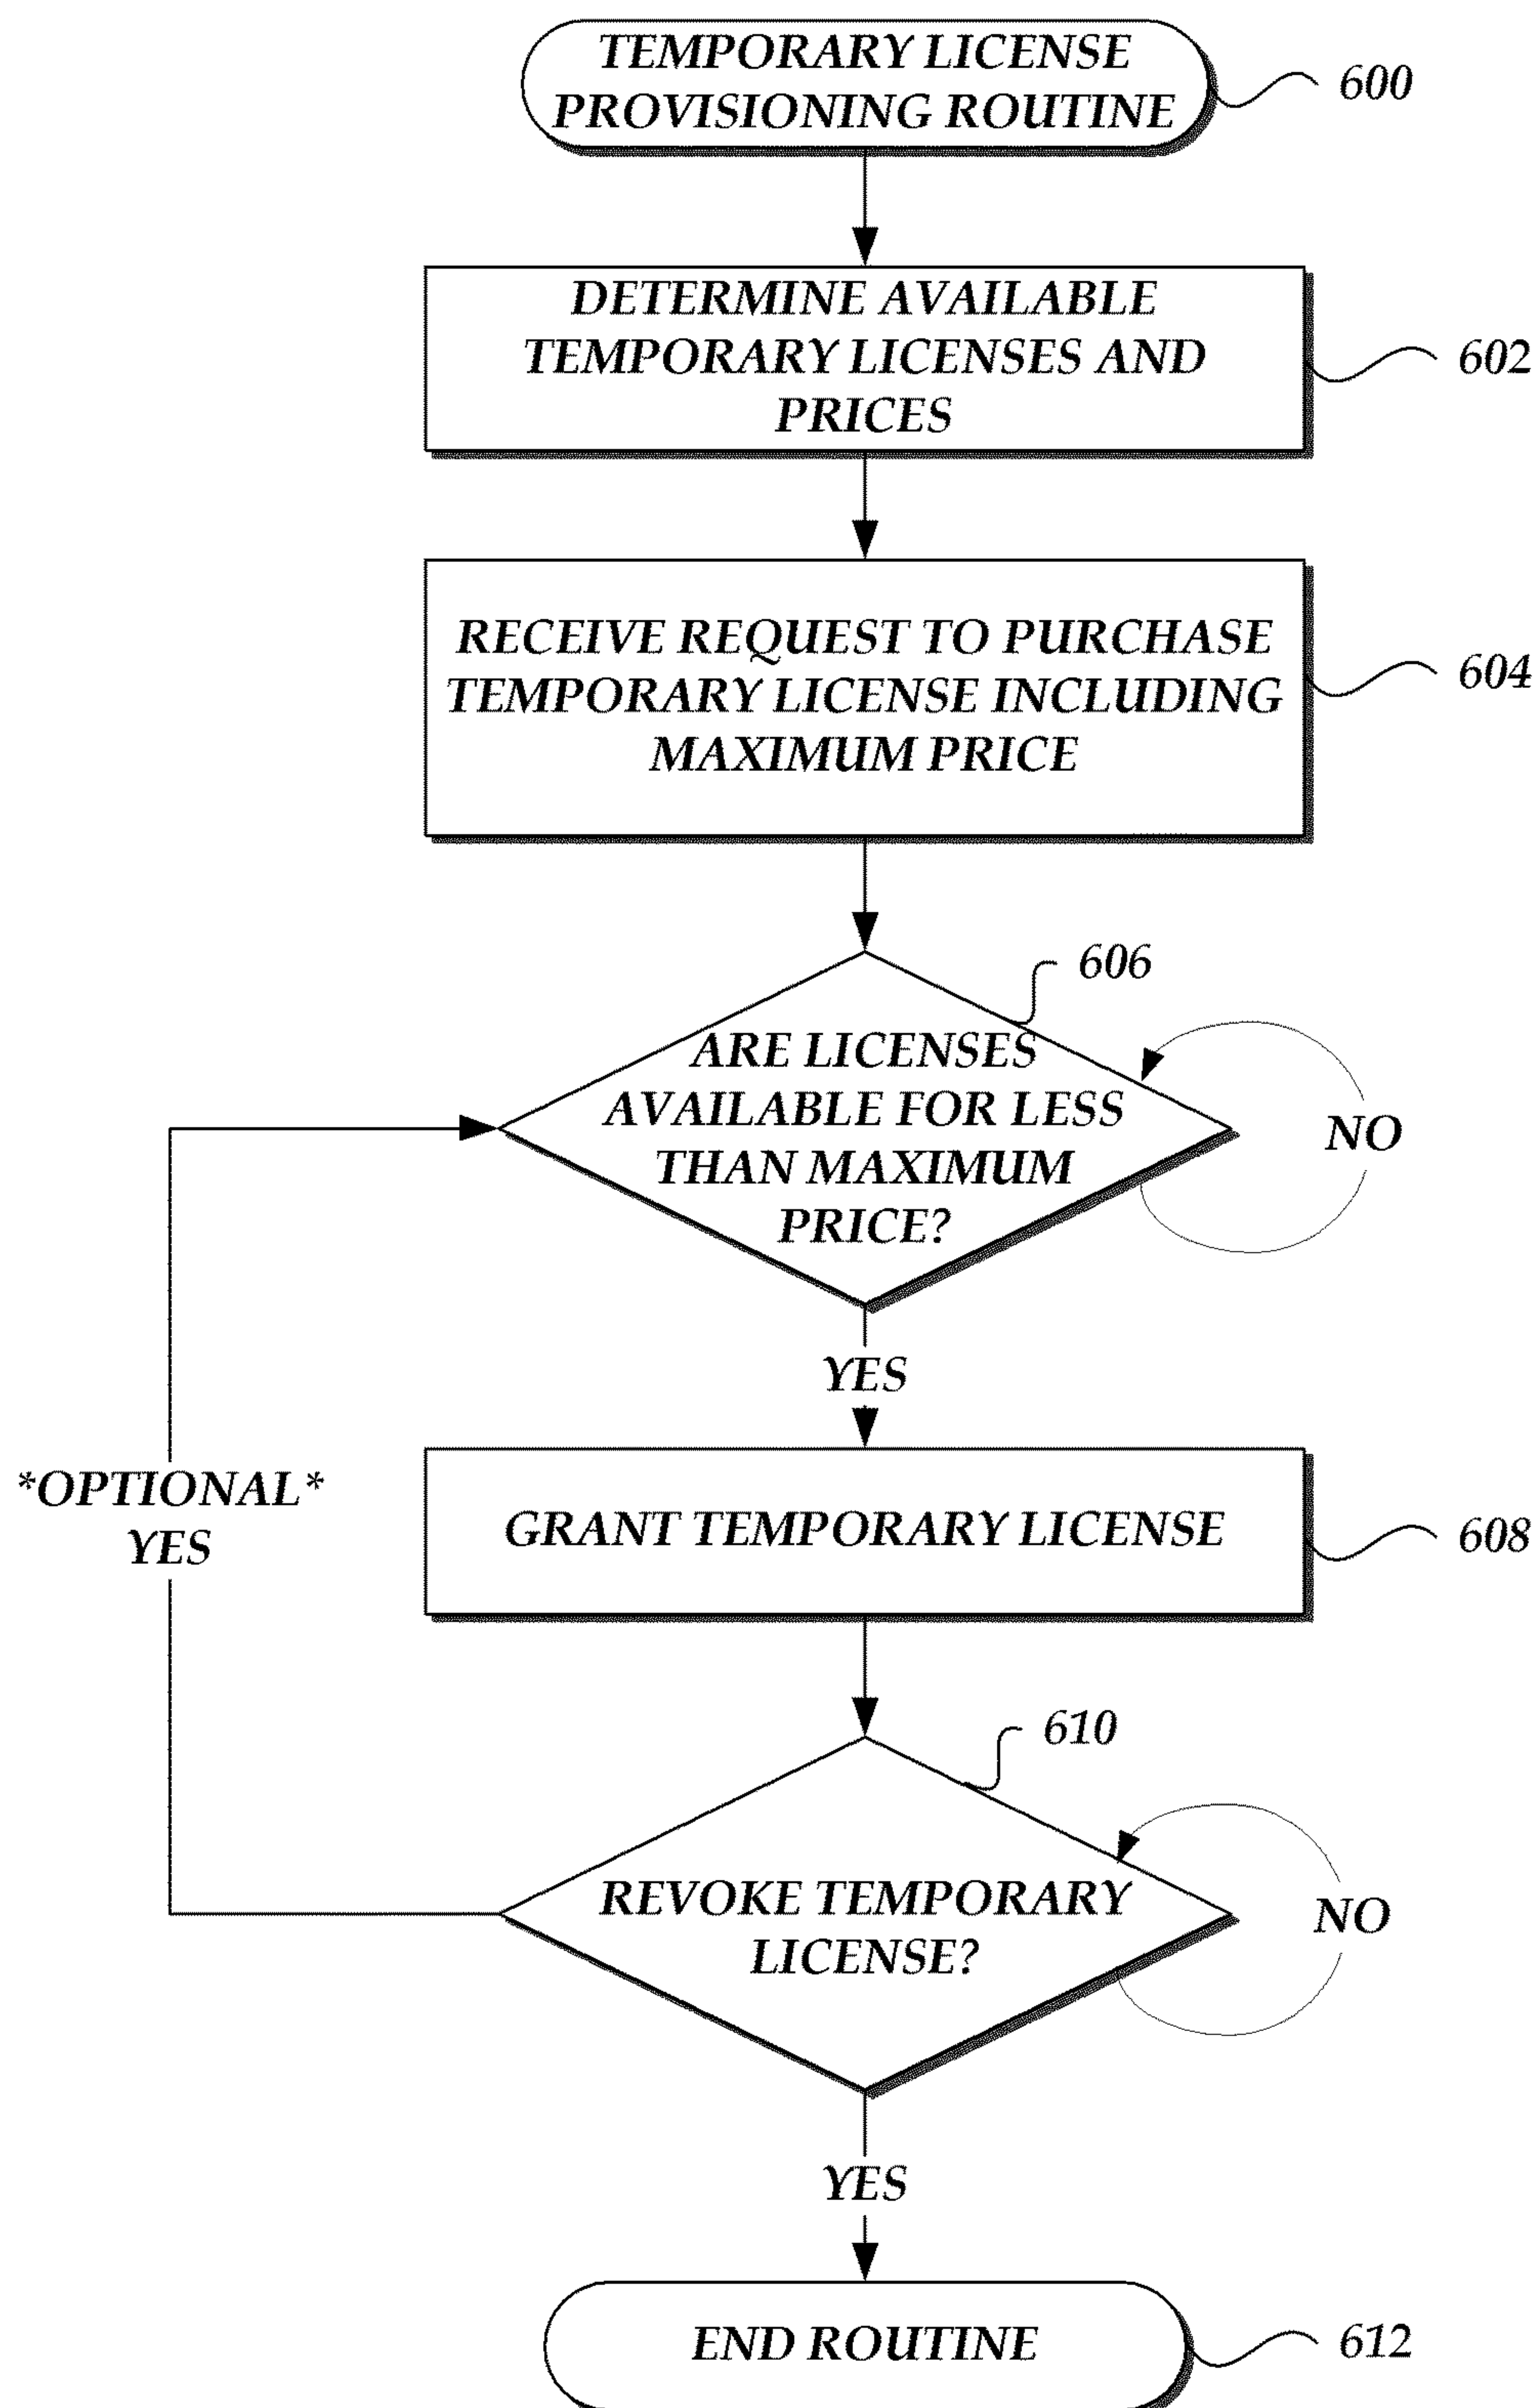 TEMPORARY LICENSE
PROVISIONING ROUTINE
600
DETERMINE AVAILABLE
TEMPORARY LICENSES AND
PRICES
602
RECEIVE REQUEST TO PURCHASE
TEMPORARY LICENSE INCLUDING
MAXIMUM PRICE
604
606
ARE LICENSES
AVAILABLE FOR LESS
THAN MAXIMUM
PRICE?
NO
YES
*OPTIONAL*
YES
GRANT TEMPORARY LICENSE
608
610
REVOKE TEMPORARY
LICENSE?
NO
YES
END ROUTINE
612